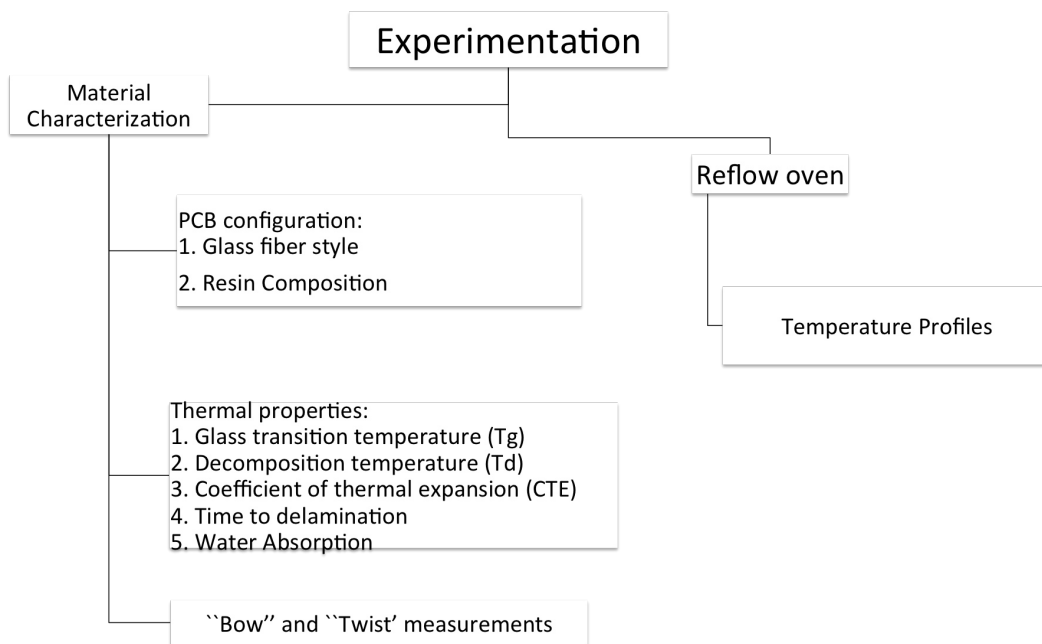 Experimentation
Material
Characterization
Reflow oven
PCB configuration:
1. Glass fiber style
2. Resin Composition
Temperature Profiles
Thermal properties:
1. Glass transition temperature (Tg)
2. Decomposition temperature (Td)
3. Coefficient of thermal expansion (CTE)
4. Time to delamination
5. Water Absorption
``Bow’’ and ``Twist’ measurements